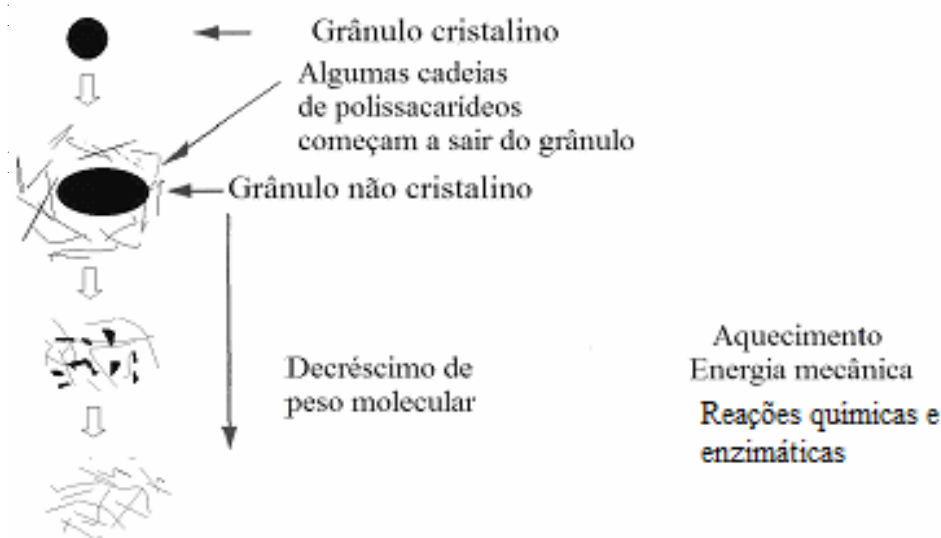 Grânulo cristalino
Algumas cadeias
de polissacarídeos
começam a sair do grânulo
Grânulo não cristalino
Decréscimo de
peso molecular
Aquecimento
Energia mecânica
Reações químicas e
enzimáticas